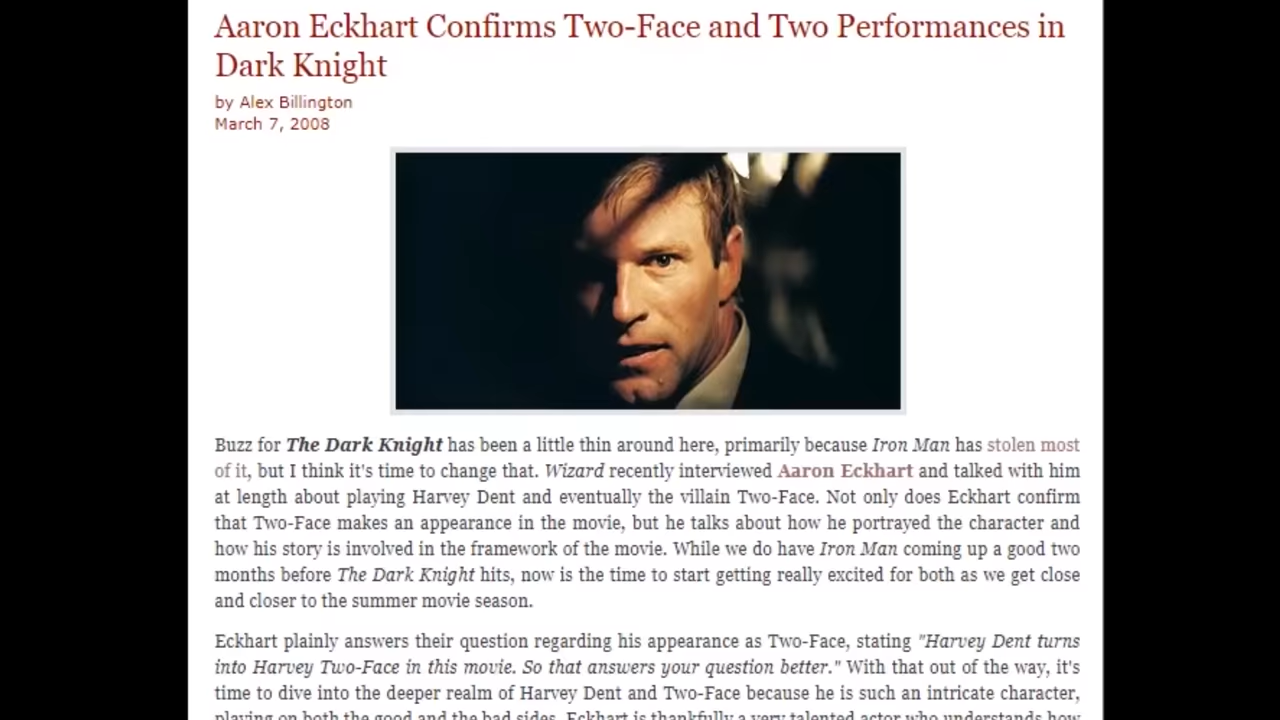 Aaron Eckhart Confirms Two-Face and Two Performances in
Dark Knight
by Alex Billington
March 7, 2008
Buzz for The Dark Knight has been a little thin around here, primarily because Iron Man has stolen most
of it, but I think it's time to change that. Wizard recently interviewed Aaron Eckhart and talked with him
at length about playing Harvey Dent and eventually the villain Two-Face. Not only does Eckhart confirm
that Two-Face makes an appearance in the movie, but he talks about how he portrayed the character and
how his story is involved in the framework of the movie. While we do have Iron Man coming up a good two
months before The Dark Knight hits, now is the time to start getting really excited for both as we get close
and closer to the summer movie season.
Eckhart plainly answers their question regarding his appearance as Two-Face, stating "Harvey Dent turns
into Harvey Two-Face in this movie. So that answers your question better." With that out of the way, it's
time to dive into the deeper realm of Harvey Dent and Two-Face because he is such an intricate character,
playing on both the good and the bad sides. Eckhart is thankfully a very talented actor who understands how